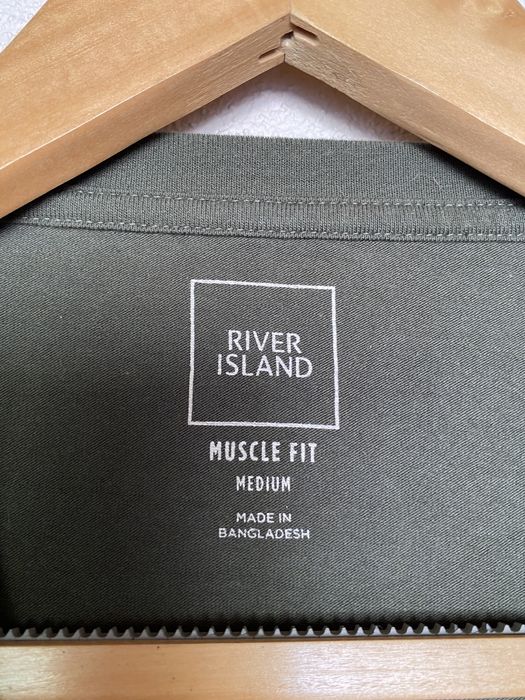 RIVER
ISLAND
MUSCLE FIT
MEDIUM
MADE IN
BANGLADESH